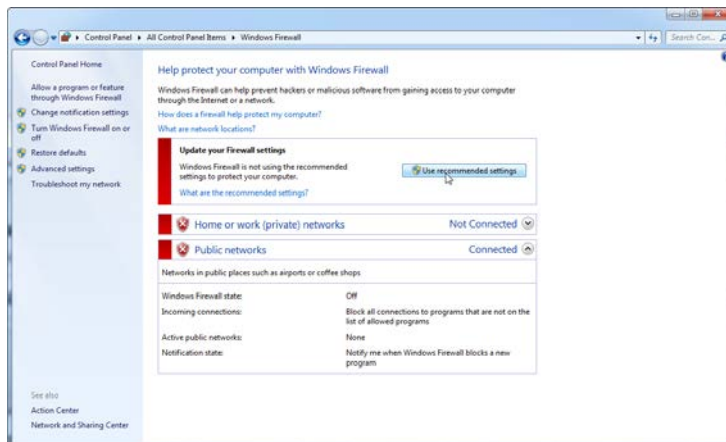 Control Panel ▸ All Control Panel Items ▸ Windows Firewall
Search Con...
Control Panel Home
Allow a program or feature
through Windows Firewall
Change notification settings
Turn Windows Firewall on or
off
Restore defaults
Advanced settings
Troubleshoot my network
Help protect your computer with Windows Firewall
Windows Firewall can help prevent hackers or malicious software from gaining access to your computer
through the Internet or a network.
How does a firewall help protect my computer?
What are network locations?
Update your Firewall settings
Windows Firewall is not using the recommended
settings to protect your computer.
Use recommended settings
What are the recommended settings?
Home or work (private) networks Not Connected
Public networks Connected
Networks in public places such as airports or coffee shops
Windows Firewall state: Off
Incoming connections: Block all connections to programs that are not on the
list of allowed programs
Active public networks: None
Notification state: Notify me when Windows Firewall blocks a new
program
See also
Action Center
Network and Sharing Center